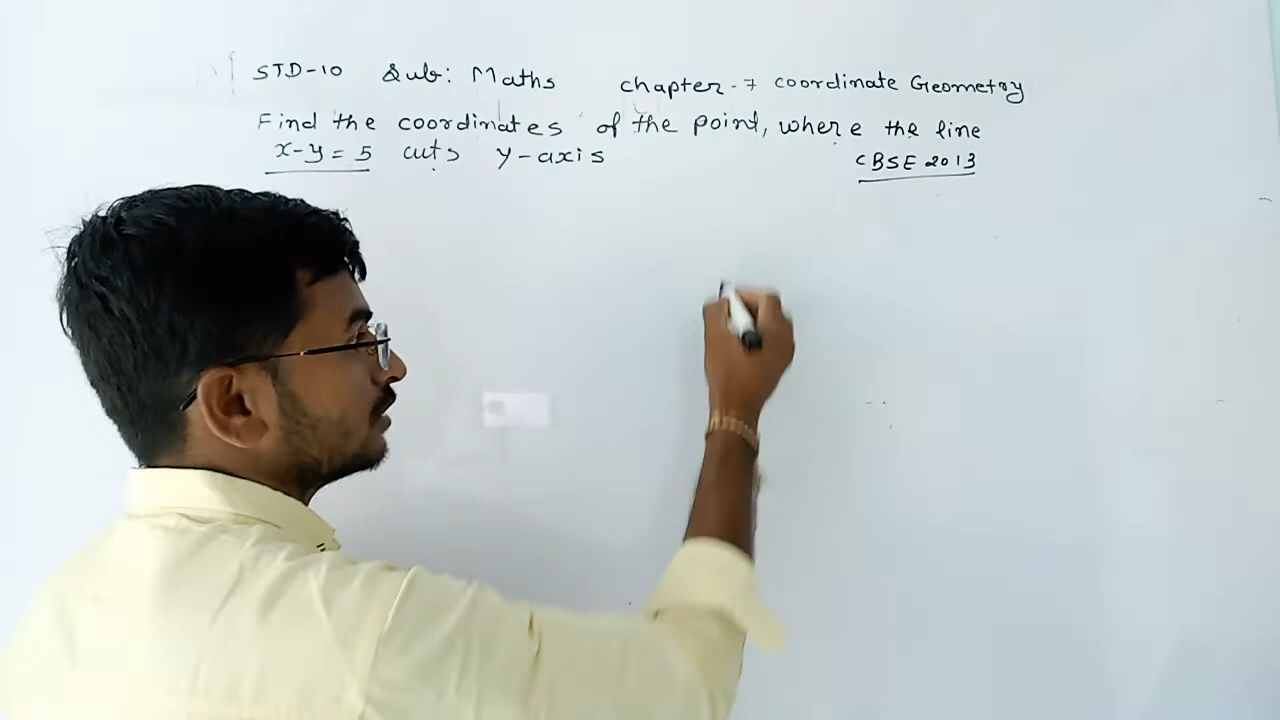 STD-10 Sub: Maths chapter-7 coordinate Geometry
Find the coordinates of the point, where the line
x-y = 5 cuts y-axis CBSE 2013